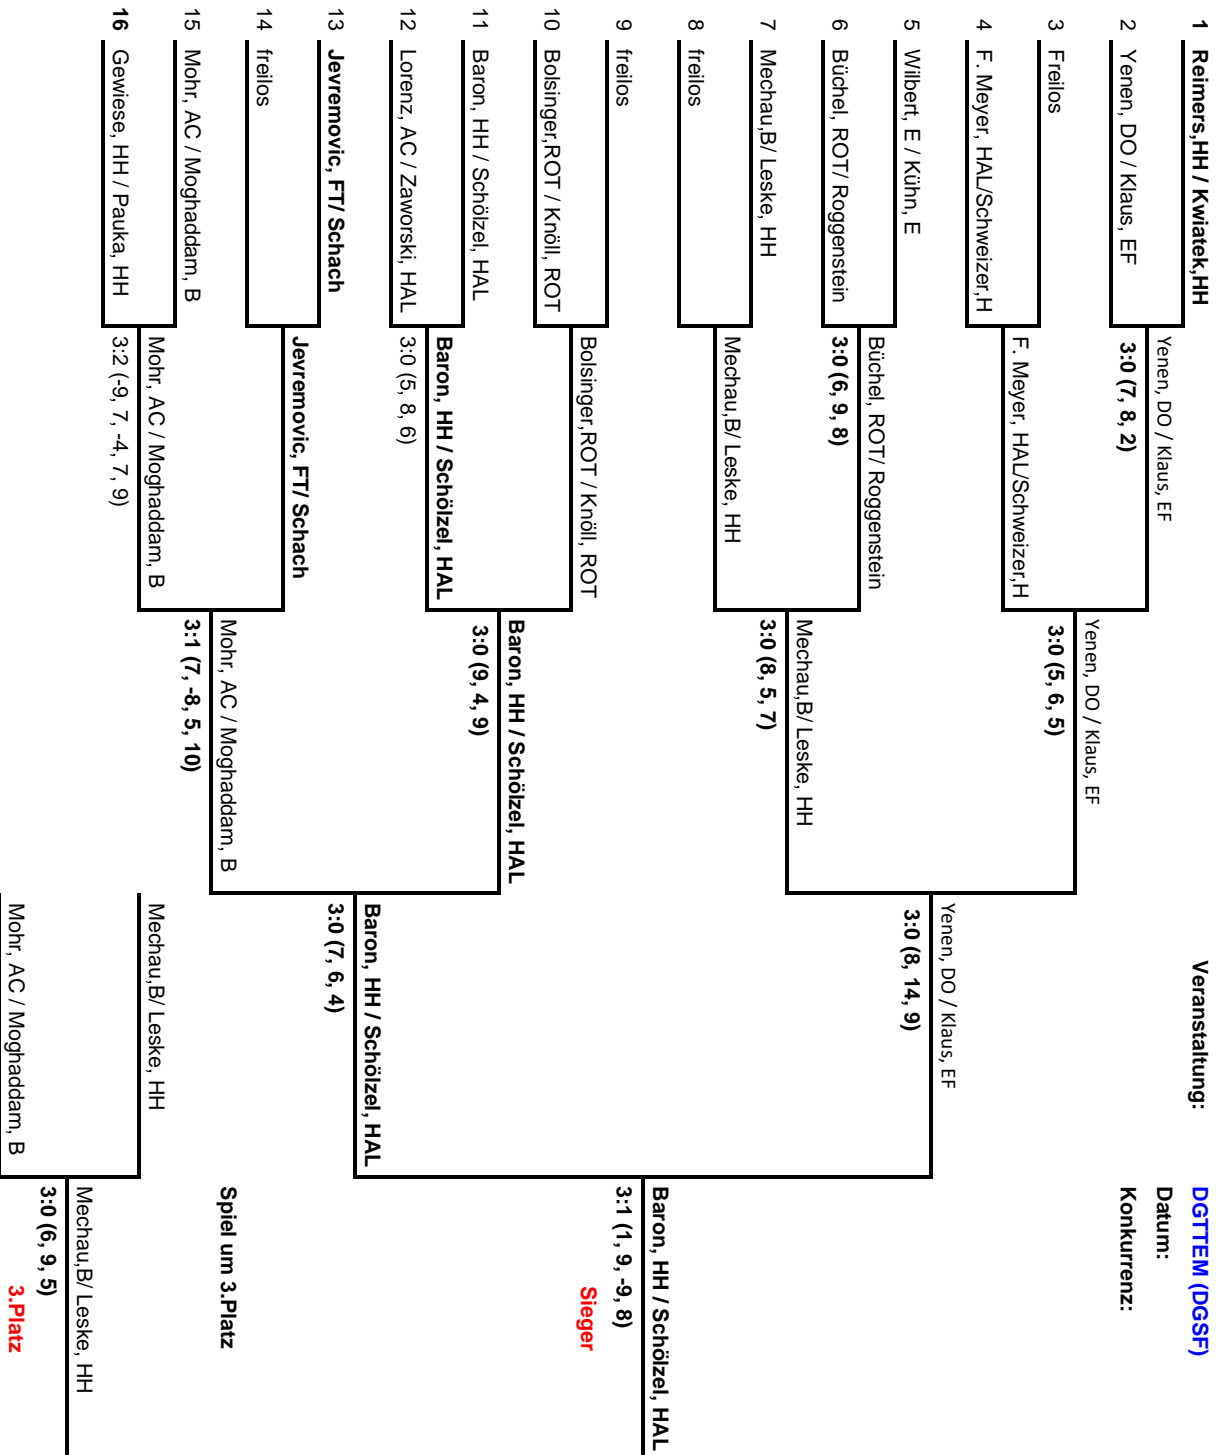 Veranstaltung: DGTTEM (DGSF)
Datum:
Konkurrenz:
1 Reimers,HH / Kwiatek,HH
Yenen, DO / Klaus, EF
2 Yenen, DO / Klaus, EF
3:0 (7, 8, 2)
Yenen, DO / Klaus, EF
3 Freilos
3:0 (5, 6, 5)
F. Meyer, HAL/Schweizer,H
4 F. Meyer, HAL/Schweizer,H
Yenen, DO / Klaus, EF
5 Wilbert, E / Kühn, E
3:0 (8, 14, 9)
Büchel, ROT/ Roggenstein
6 Büchel, ROT/ Roggenstein
3:0 (6, 9, 8)
Mechau,B/ Leske, HH
7 Mechau,B/ Leske, HH
3:0 (8, 5, 7)
Mechau,B/ Leske, HH
8 freilos
Baron, HH / Schölzel, HAL
9 freilos
3:1 (1, 9, -9, 8)
Bolsinger,ROT / Knöll, ROT
Sieger
10 Bolsinger,ROT / Knöll, ROT
Baron, HH / Schölzel, HAL
11 Baron, HH / Schölzel, HAL
3:0 (9, 4, 9)
Baron, HH / Schölzel, HAL
12 Lorenz, AC / Zaworski, HAL
3:0 (5, 8, 6)
Baron, HH / Schölzel, HAL
13 Jevremovic, FT/ Schach
3:0 (7, 6, 4)
Jevremovic, FT/ Schach
14 freilos
Mohr, AC / Moghaddam, B
Spiel um 3.Platz
15 Mohr, AC / Moghaddam, B
3:1 (7, -8, 5, 10)
Mohr, AC / Moghaddam, B
Mechau,B/ Leske, HH
16 Gewiese, HH / Pauka, HH
3:2 (-9, 7, -4, 7, 9)
Mechau,B/ Leske, HH
3:0 (6, 9, 5)
Mohr, AC / Moghaddam, B
3.Platz